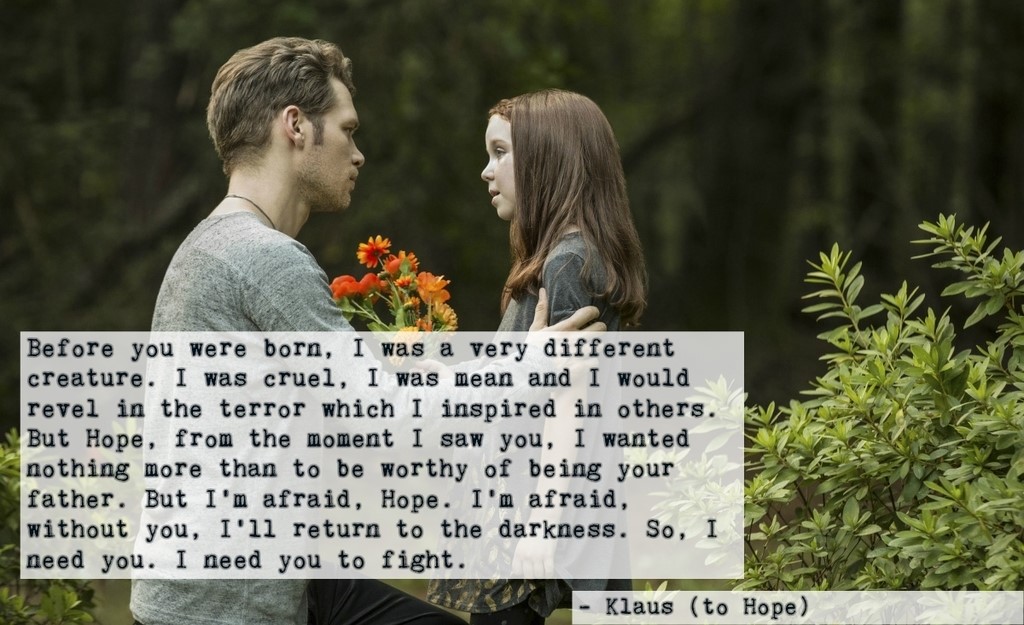 Before you were born, I was a very different
creature. I was cruel, I was mean and I would
revel in the terror which I inspired in others.
But Hope, from the moment I saw you, I wanted
nothing more than to be worthy of being your
father. But I'm afraid, Hope. I'm afraid,
without you, I'll return to the darkness. So, I
need you. I need you to fight.
- Klaus (to Hope)